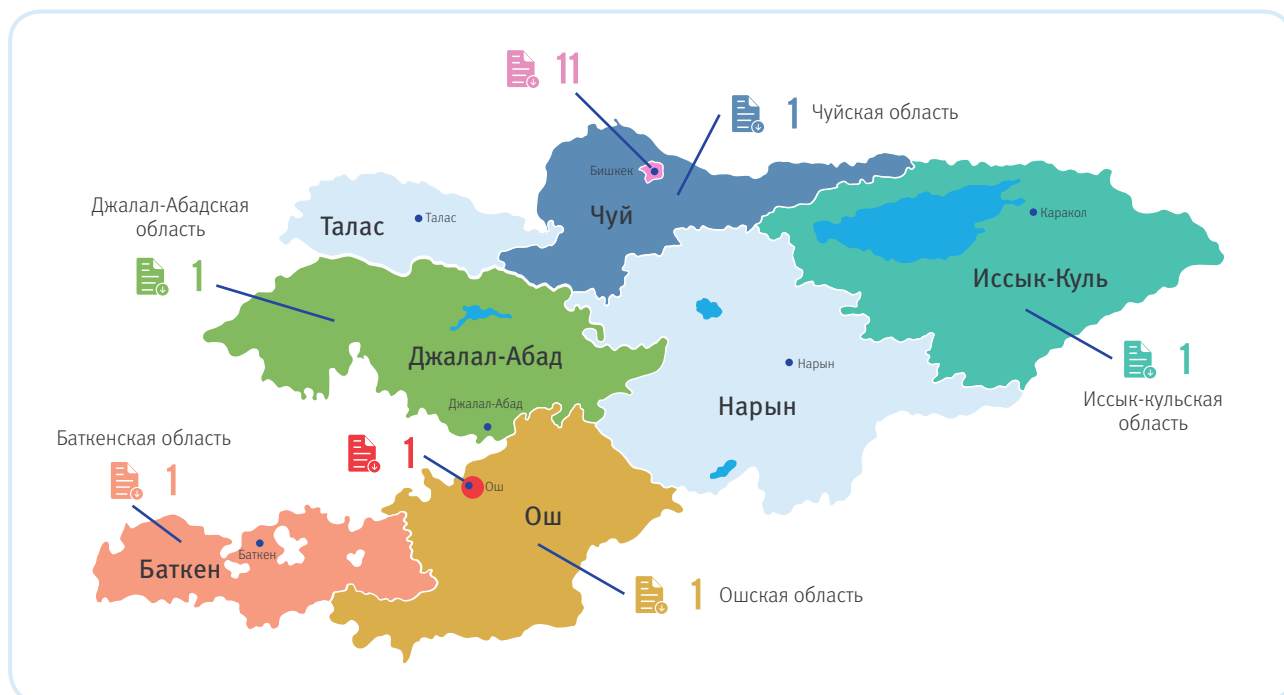 11
1 Чуйская область
Бишкек
Джалал-Абадская
область
1
Талас
Талас
Чуй
Каракол
Иссык-Куль
Джалал-Абад
Нарын
1
Нарын
Иссык-кульская
область
Джалал-Абад
Баткенская область
1
1
Ош
Ош
Баткен
Баткен
1 Ошская область